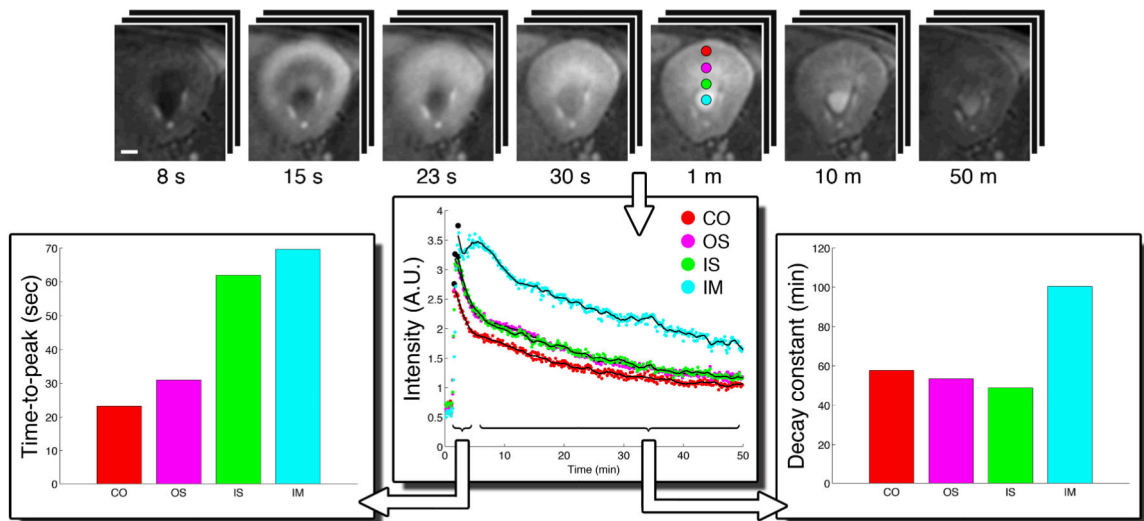 8 s 15 s 23 s 30 s 1 m 10 m 50 m
Time-to-peak (sec)
70
60
50
40
30
20
10
0
CO OS IS IM
Intensity (A.U.)
4
3.5
3
2.5
2
1.5
1
0.5
0
0 10 20 30 40 50
Time (min)
CO
OS
IS
IM
Decay constant (min)
120
100
80
60
40
20
0
CO OS IS IM